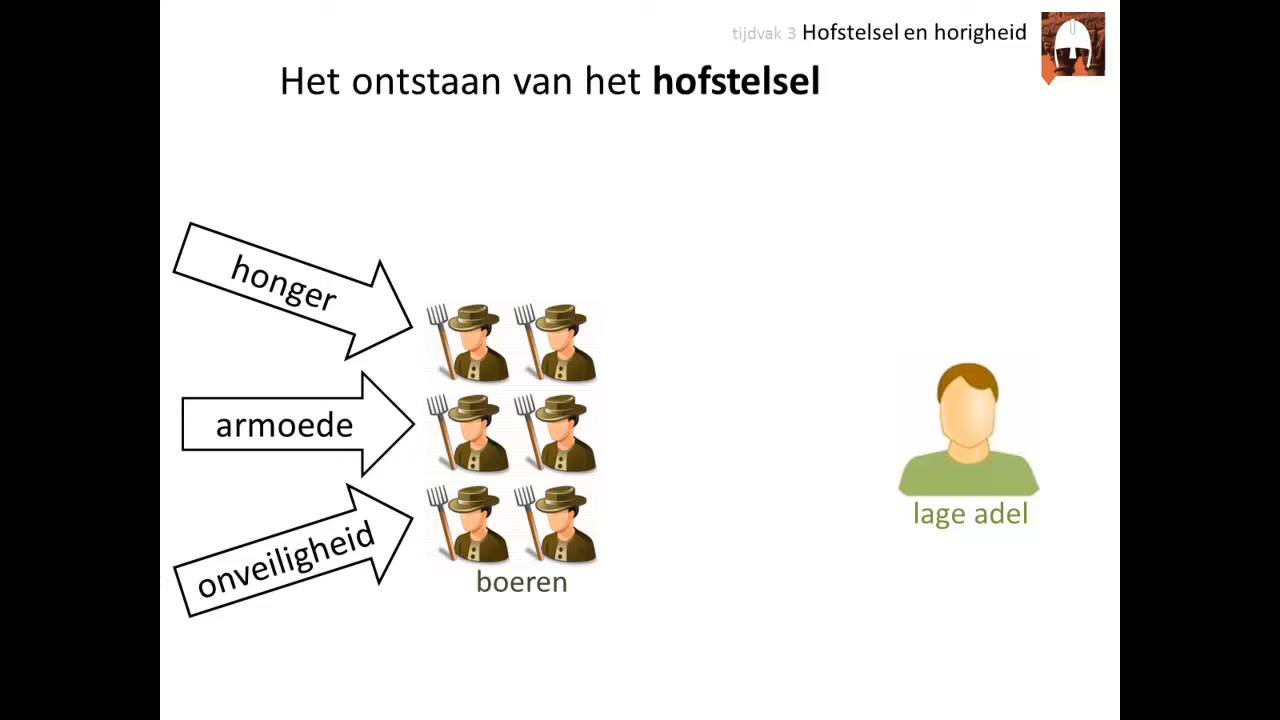 tijdvak 3 Hofstelsel en horigheid
Het ontstaan van het hofstelsel
honger
armoede
onveiligheid
boeren
lage adel